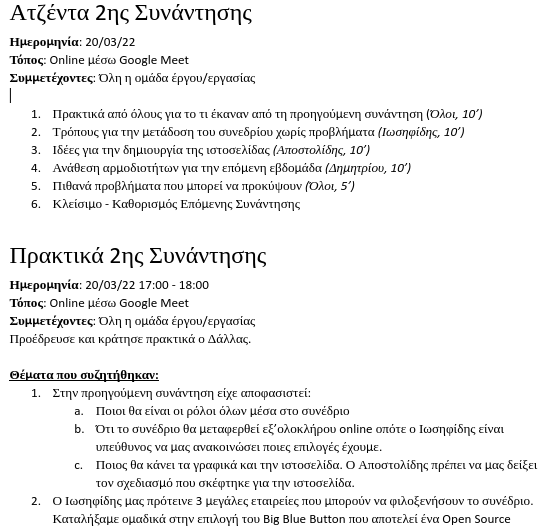 Ατζέντα 2ης Συνάντησης
Ημερομηνία: 20/03/22
Τόπος: Online μέσω Google Meet
Συμμετέχοντες: Όλη η ομάδα έργου/εργασίας
1. Πρακτικά από όλους για το τι έκαναν από τη προηγούμενη συνάντηση (Όλοι, 10’)
2. Τρόπους για την μετάδοση του συνεδρίου χωρίς προβλήματα (Ιωσηφίδης, 10’)
3. Ιδέες για την δημιουργία της ιστοσελίδας (Αποστολίδης, 10’)
4. Ανάθεση αρμοδιοτήτων για την επόμενη εβδομάδα (Δημητρίου, 10’)
5. Πιθανά προβλήματα που μπορεί να προκύψουν (Όλοι, 5’)
6. Κλείσιμο - Καθορισμός Επόμενης Συνάντησης
Πρακτικά 2ης Συνάντησης
Ημερομηνία: 20/03/22 17:00 - 18:00
Τόπος: Online μέσω Google Meet
Συμμετέχοντες: Όλη η ομάδα έργου/εργασίας
Προέδρευσε και κράτησε πρακτικά ο Δάλλας.
Θέματα που συζητήθηκαν:
1. Στην προηγούμενη συνάντηση είχε αποφασιστεί:
a. Ποιοι θα είναι οι ρόλοι όλων μέσα στο συνέδριο
b. Ότι το συνέδριο θα μεταφερθεί εξ’ολοκλήρου online οπότε ο Ιωσηφίδης είναι
υπεύθυνος να μας ανακοινώσει ποιες επιλογές έχουμε.
c. Ποιος θα κάνει τα γραφικά και την ιστοσελίδα. Ο Αποστολίδης πρέπει να μας δείξει
τον σχεδιασμό που σκέφτηκε για την ιστοσελίδα.
2. Ο Ιωσηφίδης μας πρότεινε 3 μεγάλες εταιρείες που μπορούν να φιλοξενήσουν το συνέδριο.
Καταλήξαμε ομαδικά στην επιλογή του Big Blue Button που αποτελεί ένα Open Source